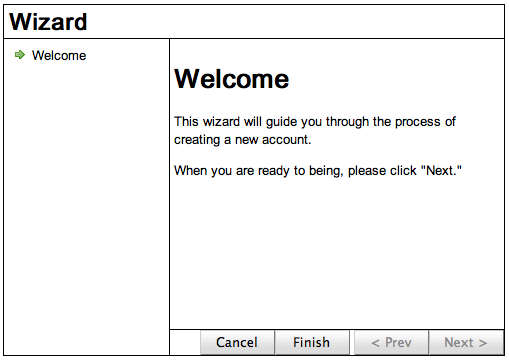 Wizard
Welcome
Welcome
This wizard will guide you through the process of
creating a new account.
When you are ready to being, please click "Next."
Cancel Finish < Prev Next >